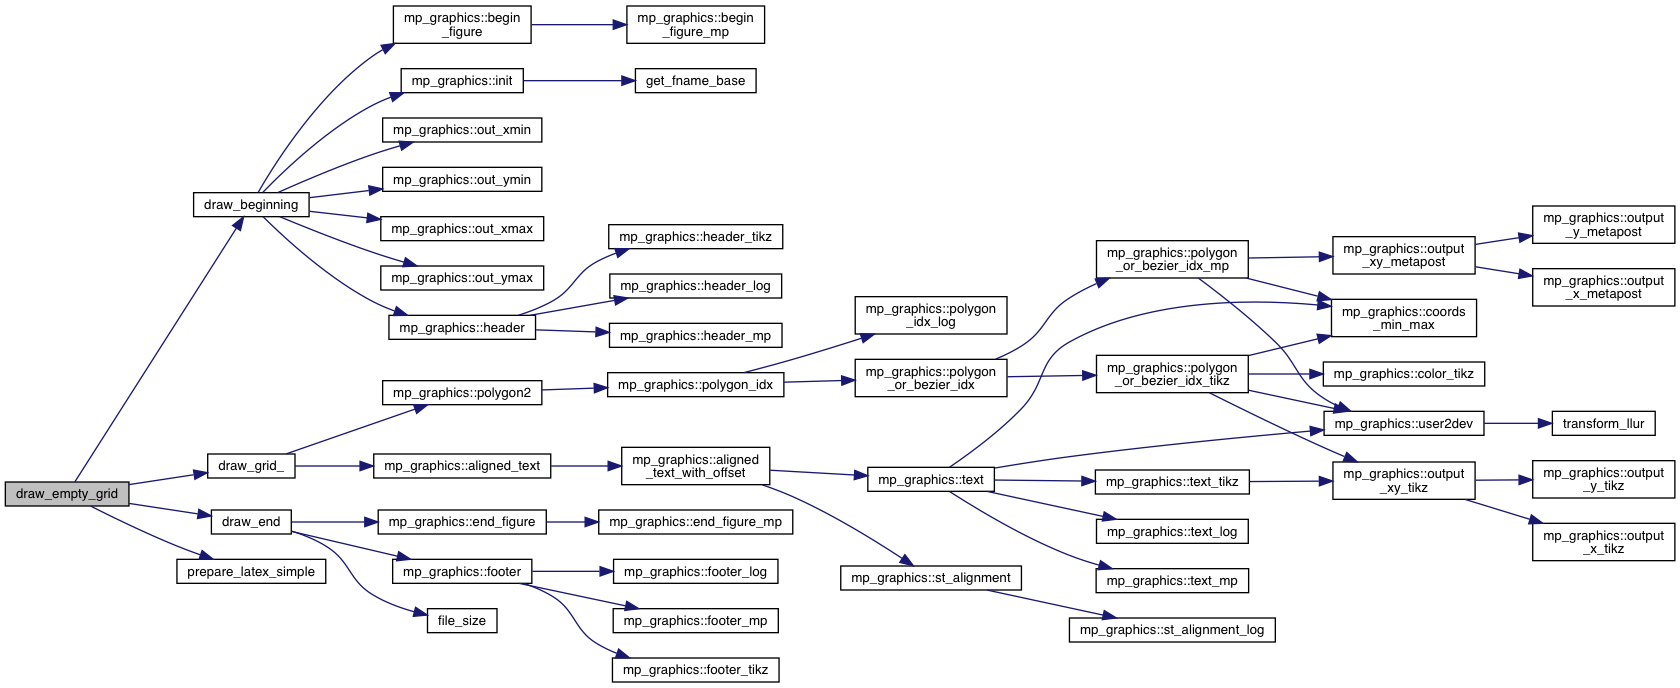 draw_empty_grid
draw_beginning
draw_grid_
draw_end
prepare_latex_simple
mp_graphics::begin
_figure
mp_graphics::init
mp_graphics::out_xmin
mp_graphics::out_ymin
mp_graphics::out_xmax
mp_graphics::out_ymax
mp_graphics::header
mp_graphics::polygon2
mp_graphics::aligned_text
mp_graphics::end_figure
mp_graphics::footer
file_size
mp_graphics::begin
_figure_mp
get_fname_base
mp_graphics::header_tikz
mp_graphics::header_log
mp_graphics::header_mp
mp_graphics::polygon_idx
mp_graphics::aligned
_text_with_offset
mp_graphics::end_figure_mp
mp_graphics::footer_log
mp_graphics::footer_mp
mp_graphics::footer_tikz
mp_graphics::polygon
_idx_log
mp_graphics::polygon
_or_bezier_idx
mp_graphics::text
mp_graphics::st_alignment
mp_graphics::polygon
_or_bezier_idx_mp
mp_graphics::polygon
_or_bezier_idx_tikz
mp_graphics::text_tikz
mp_graphics::text_log
mp_graphics::text_mp
mp_graphics::st_alignment_log
mp_graphics::output
_xy_metapost
mp_graphics::coords
_min_max
mp_graphics::color_tikz
mp_graphics::user2dev
mp_graphics::output
_xy_tikz
mp_graphics::output
_y_metapost
mp_graphics::output
_x_metapost
transform_llur
mp_graphics::output
_y_tikz
mp_graphics::output
_x_tikz